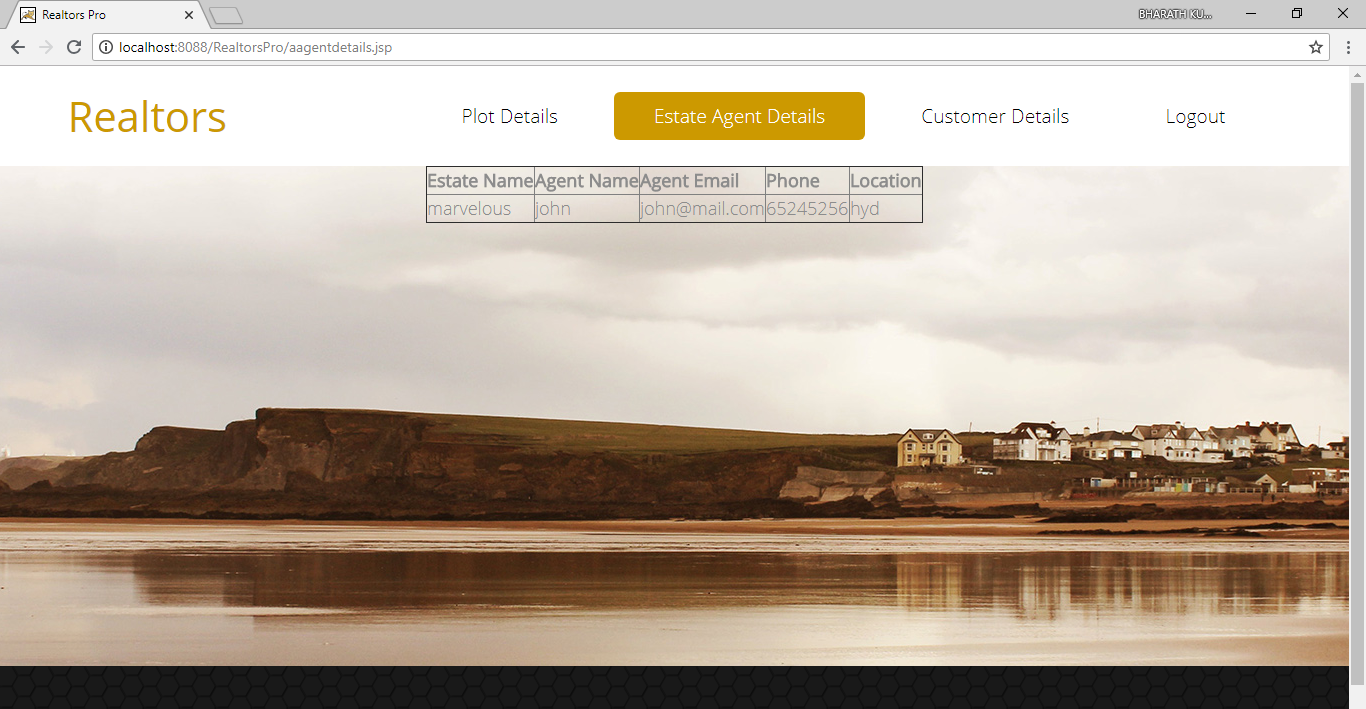 Realtors Pro
BHARATH KU...
localhost:8088/RealtorsPro/aagentdetails.jsp
Realtors Plot Details Estate Agent Details Customer Details Logout
Estate Name Agent Name Agent Email Phone Location
marvelous john john@mail.com 65245256 hyd